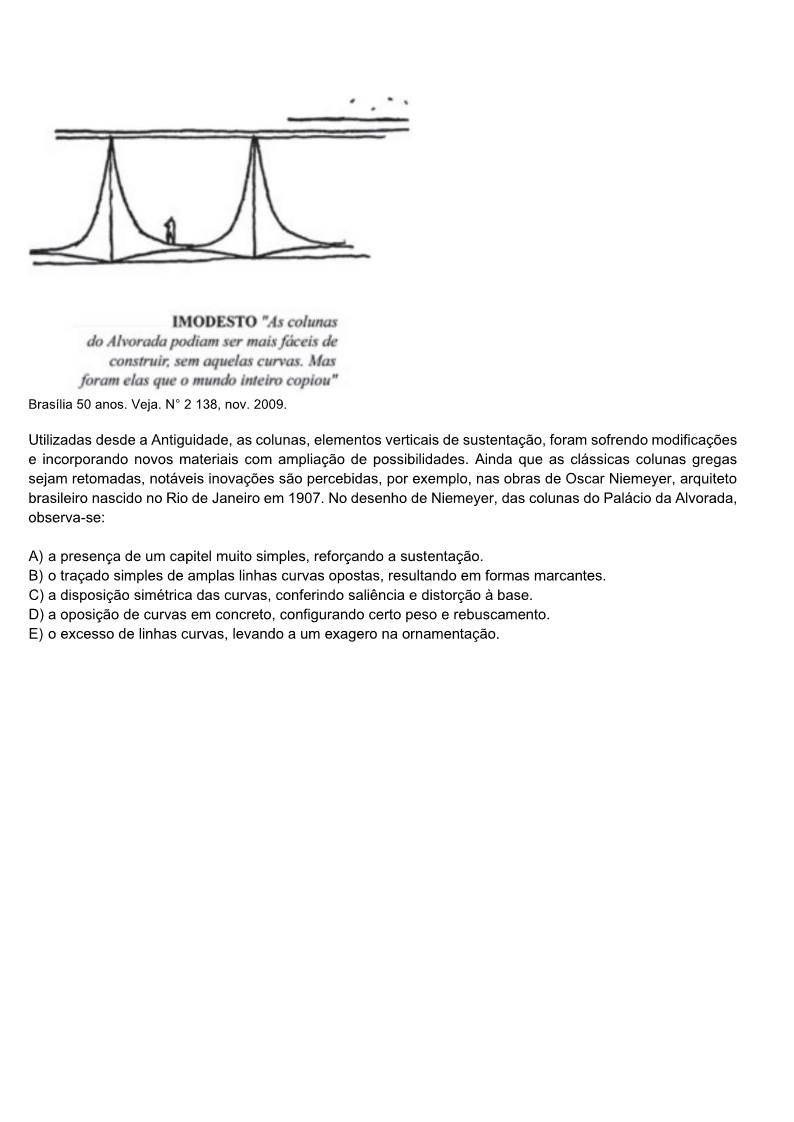 IMODESTO "As colunas
do Alvorada podiam ser mais fáceis de
construir, sem aquelas curvas. Mas
foram elas que o mundo inteiro copiou"
Brasília 50 anos. Veja. N° 2 138, nov. 2009.
Utilizadas desde a Antiguidade, as colunas, elementos verticais de sustentação, foram sofrendo modificações
e incorporando novos materiais com ampliação de possibilidades. Ainda que as clássicas colunas gregas
sejam retomadas, notáveis inovações são percebidas, por exemplo, nas obras de Oscar Niemeyer, arquiteto
brasileiro nascido no Rio de Janeiro em 1907. No desenho de Niemeyer, das colunas do Palácio da Alvorada,
observa-se:
A) a presença de um capitel muito simples, reforçando a sustentação.
B) o traçado simples de amplas linhas curvas opostas, resultando em formas marcantes.
C) a disposição simétrica das curvas, conferindo saliência e distorção à base.
D) a oposição de curvas em concreto, configurando certo peso e rebuscamento.
E) o excesso de linhas curvas, levando a um exagero na ornamentação.